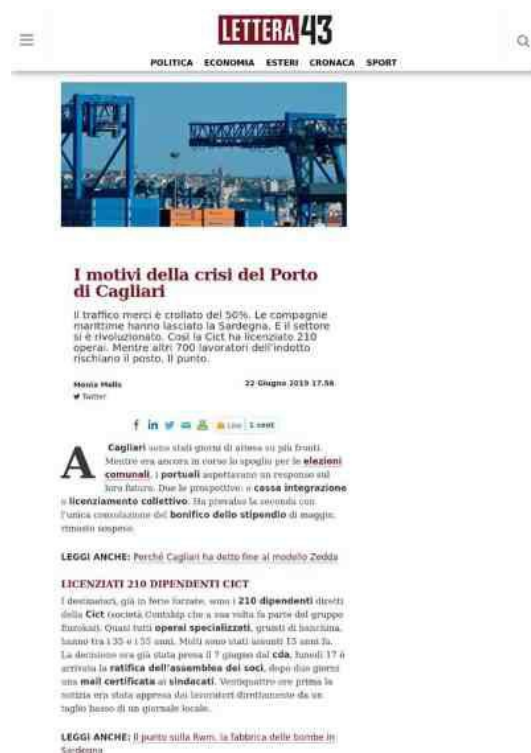 LETTERA 43
POLITICA ECONOMIA ESTERI CRONACA SPORT
I motivi della crisi del Porto
di Cagliari
Il traffico merci è crollato del 50%. Le compagnie
marittime hanno lasciato la Sardegna. E il settore
si è rivoluzionato. Così la Cict ha licenziato 210
operai. Mentre altri 700 lavoratori dell'indotto
rischiano il posto. Il punto.
Monia Melis
22 Giugno 2019 17.56
Twitter
Like 1 cent
A Cagliari sono stati giorni di attesa su più fronti.
Mentre era ancora in corso lo spoglio per le elezioni
comunali, i portuali aspettavano un responso sul
loro futuro. Due le prospettive: o cassa integrazione
o licenziamento collettivo. Ha prevalso la seconda con
l'unica consolazione del bonifico dello stipendio di maggio,
rimasto sospeso.
LEGGI ANCHE: Perché Cagliari ha detto fine al modello Zedda
LICENZIATI 210 DIPENDENTI CICT
I destinatari, già in ferie forzate, sono i 210 dipendenti diretti
della Cict (società Contship che a sua volta fa parte del gruppo
Eurokai). Quasi tutti operai specializzati, gruisti di banchina,
hanno tra i 35 e i 55 anni. Molti sono stati assunti 15 anni fa.
La decisione era già stata presa il 7 giugno dal cda, lunedì 17 è
arrivata la ratifica dell'assemblea dei soci, dopo due giorni
una mail certificata ai sindacati. Ventiquattro ore prima la
notizia era stata appresa dai lavoratori direttamente da un
taglio basso di un giornale locale.
LEGGI ANCHE: Il punto sulla Rwm, la fabbrica delle bombe in
Sardegna